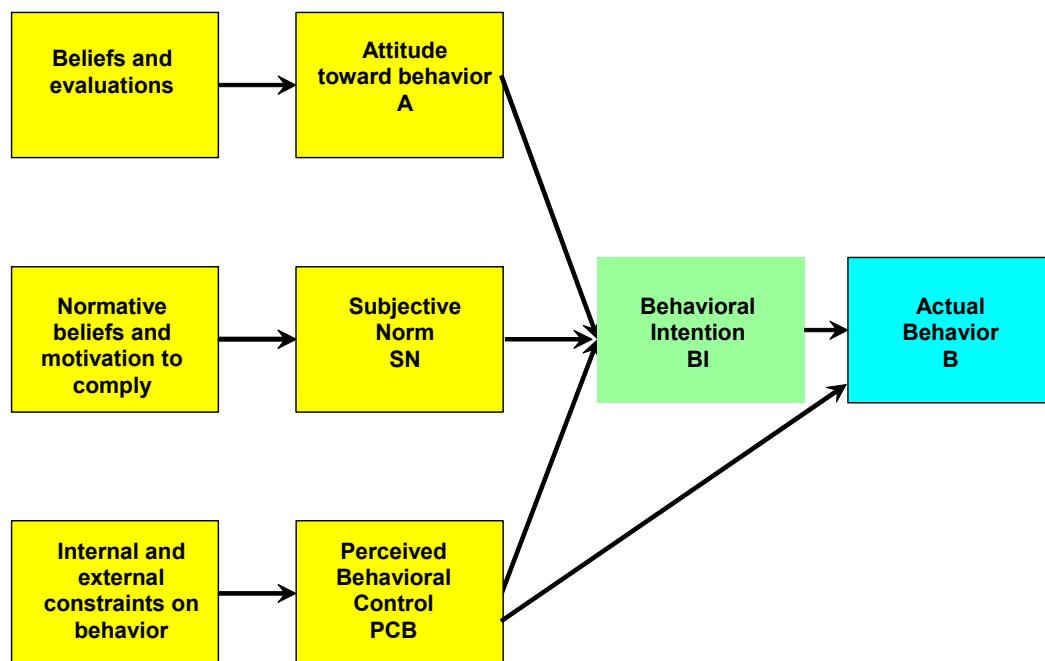 Beliefs and
evaluations
Attitude
toward behavior
A
Normative
beliefs and
motivation to
comply
Subjective
Norm
SN
Behavioral
Intention
BI
Actual
Behavior
B
Internal and
external
constraints on
behavior
Perceived
Behavioral
Control
PCB